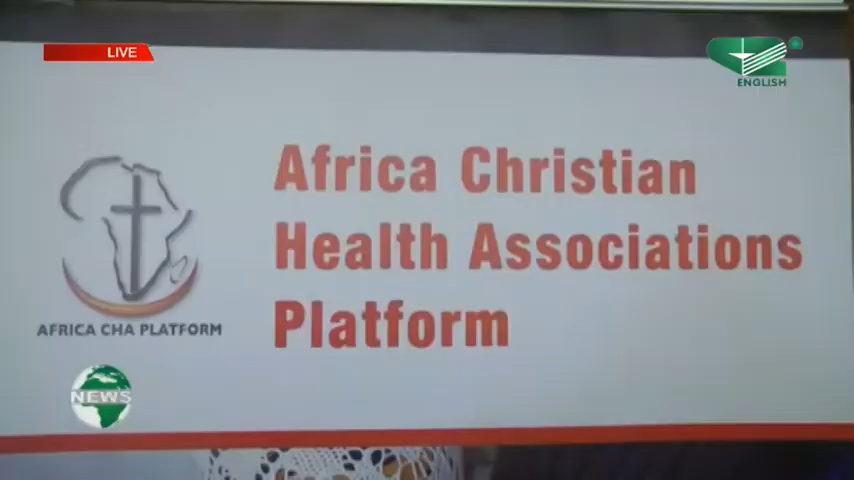 LIVE
ENGLISH
Africa Christian
Health Associations
Platform
AFRICA CHA PLATFORM
NEWS